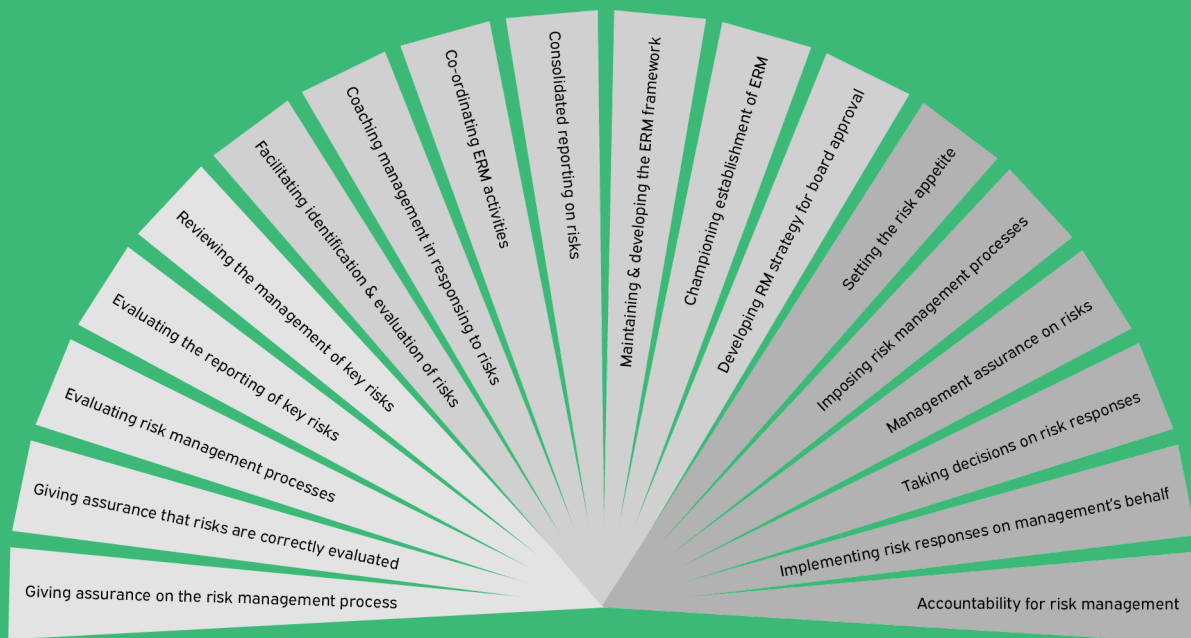 Giving assurance on the risk management process
Giving assurance that risks are correctly evaluated
Evaluating risk management processes
Evaluating the reporting of key risks
Reviewing the management of key risks
Facilitating identification & evaluation of risks
Coaching management in responsing to risks
Co-ordinating ERM activities
Consolidated reporting on risks
Maintaining & developing the ERM framework
Championing establishment of ERM
Developing RM strategy for board approval
Setting the risk appetite
Imposing risk management processes
Management assurance on risks
Taking decisions on risk responses
Implementing risk responses on management's behalf
Accountability for risk management